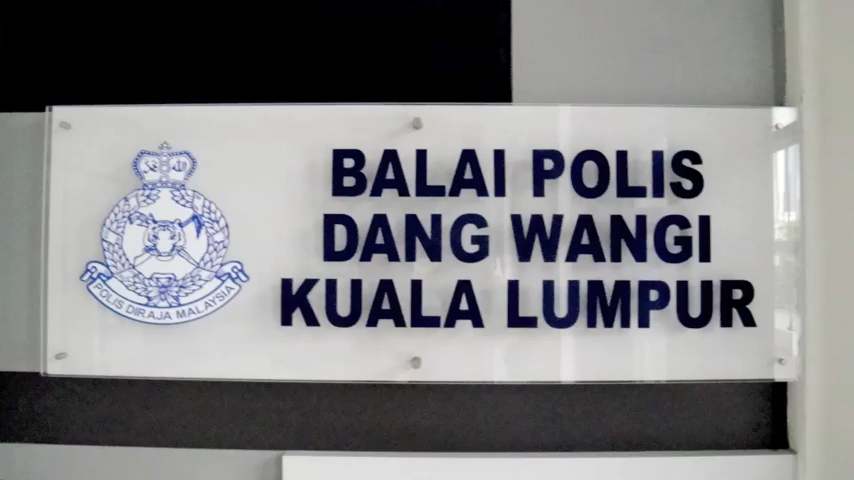 BALAI POLIS
DANG WANGI
KUALA LUMPUR
POLIS DIRAJA MALAYSIA